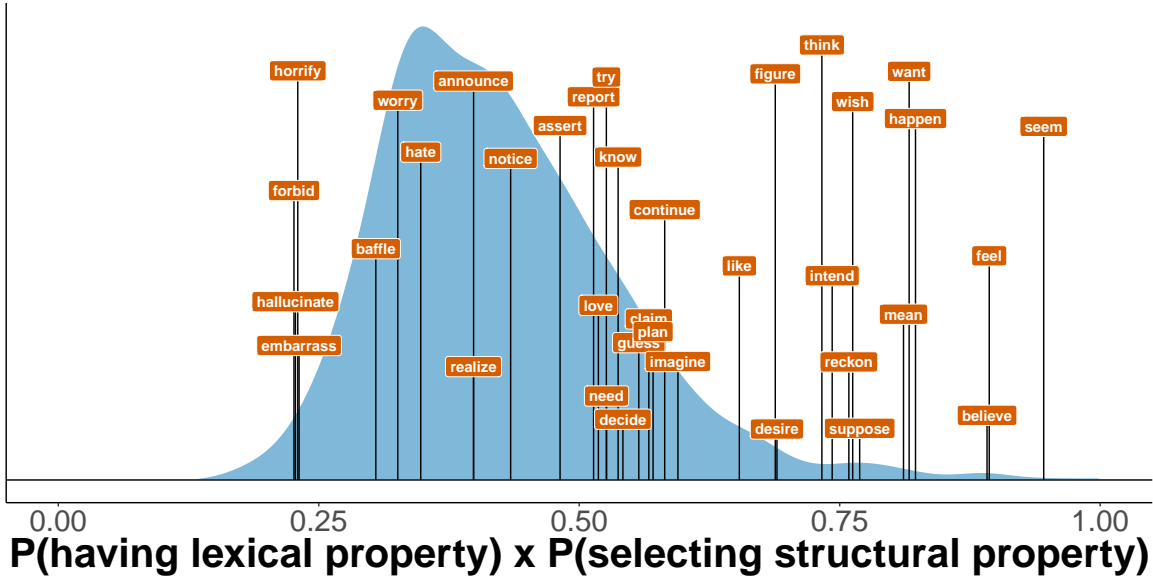 think
horrify
want
figure
try
announce
report
worry
wish
happen
assert
seem
hate
know
notice
forbid
continue
baffle
feel
like
intend
hallucinate
love
mean
claim
plan
guess
embarrass
imagine
reckon
realize
need
believe
decide
desire
suppose
0.00 0.25 0.50 0.75 1.00
P(having lexical property) x P(selecting structural property)